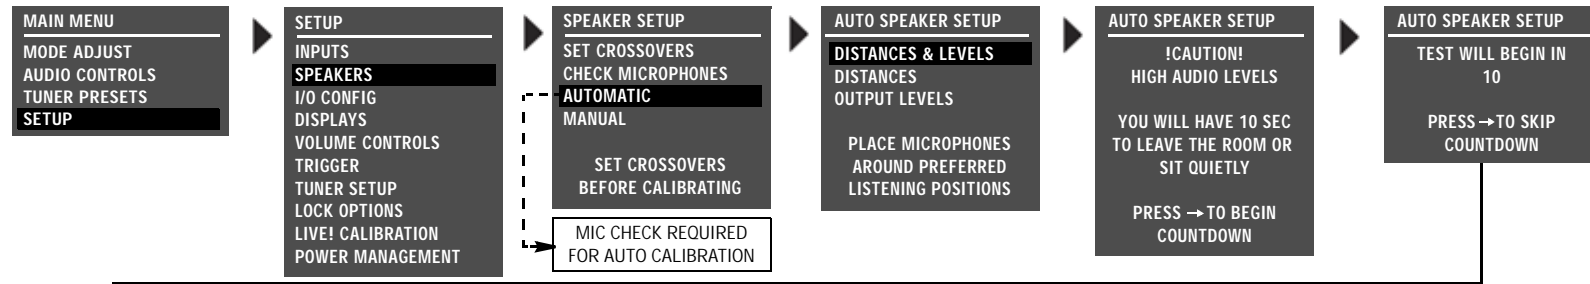 MAIN MENU
MODE ADJUST
AUDIO CONTROLS
TUNER PRESETS
SETUP
SETUP
INPUTS
SPEAKERS
I/O CONFIG
DISPLAYS
VOLUME CONTROLS
TRIGGER
TUNER SETUP
LOCK OPTIONS
LIVE! CALIBRATION
POWER MANAGEMENT
SPEAKER SETUP
SET CROSSOVERS
CHECK MICROPHONES
AUTOMATIC
MANUAL
SET CROSSOVERS
BEFORE CALIBRATING
MIC CHECK REQUIRED
FOR AUTO CALIBRATION
AUTO SPEAKER SETUP
DISTANCES & LEVELS
DISTANCES
OUTPUT LEVELS
PLACE MICROPHONES
AROUND PREFERRED
LISTENING POSITIONS
AUTO SPEAKER SETUP
!CAUTION!
HIGH AUDIO LEVELS
YOU WILL HAVE 10 SEC
TO LEAVE THE ROOM OR
SIT QUIETLY
PRESS → TO BEGIN
COUNTDOWN
AUTO SPEAKER SETUP
TEST WILL BEGIN IN
10
PRESS → TO SKIP
COUNTDOWN